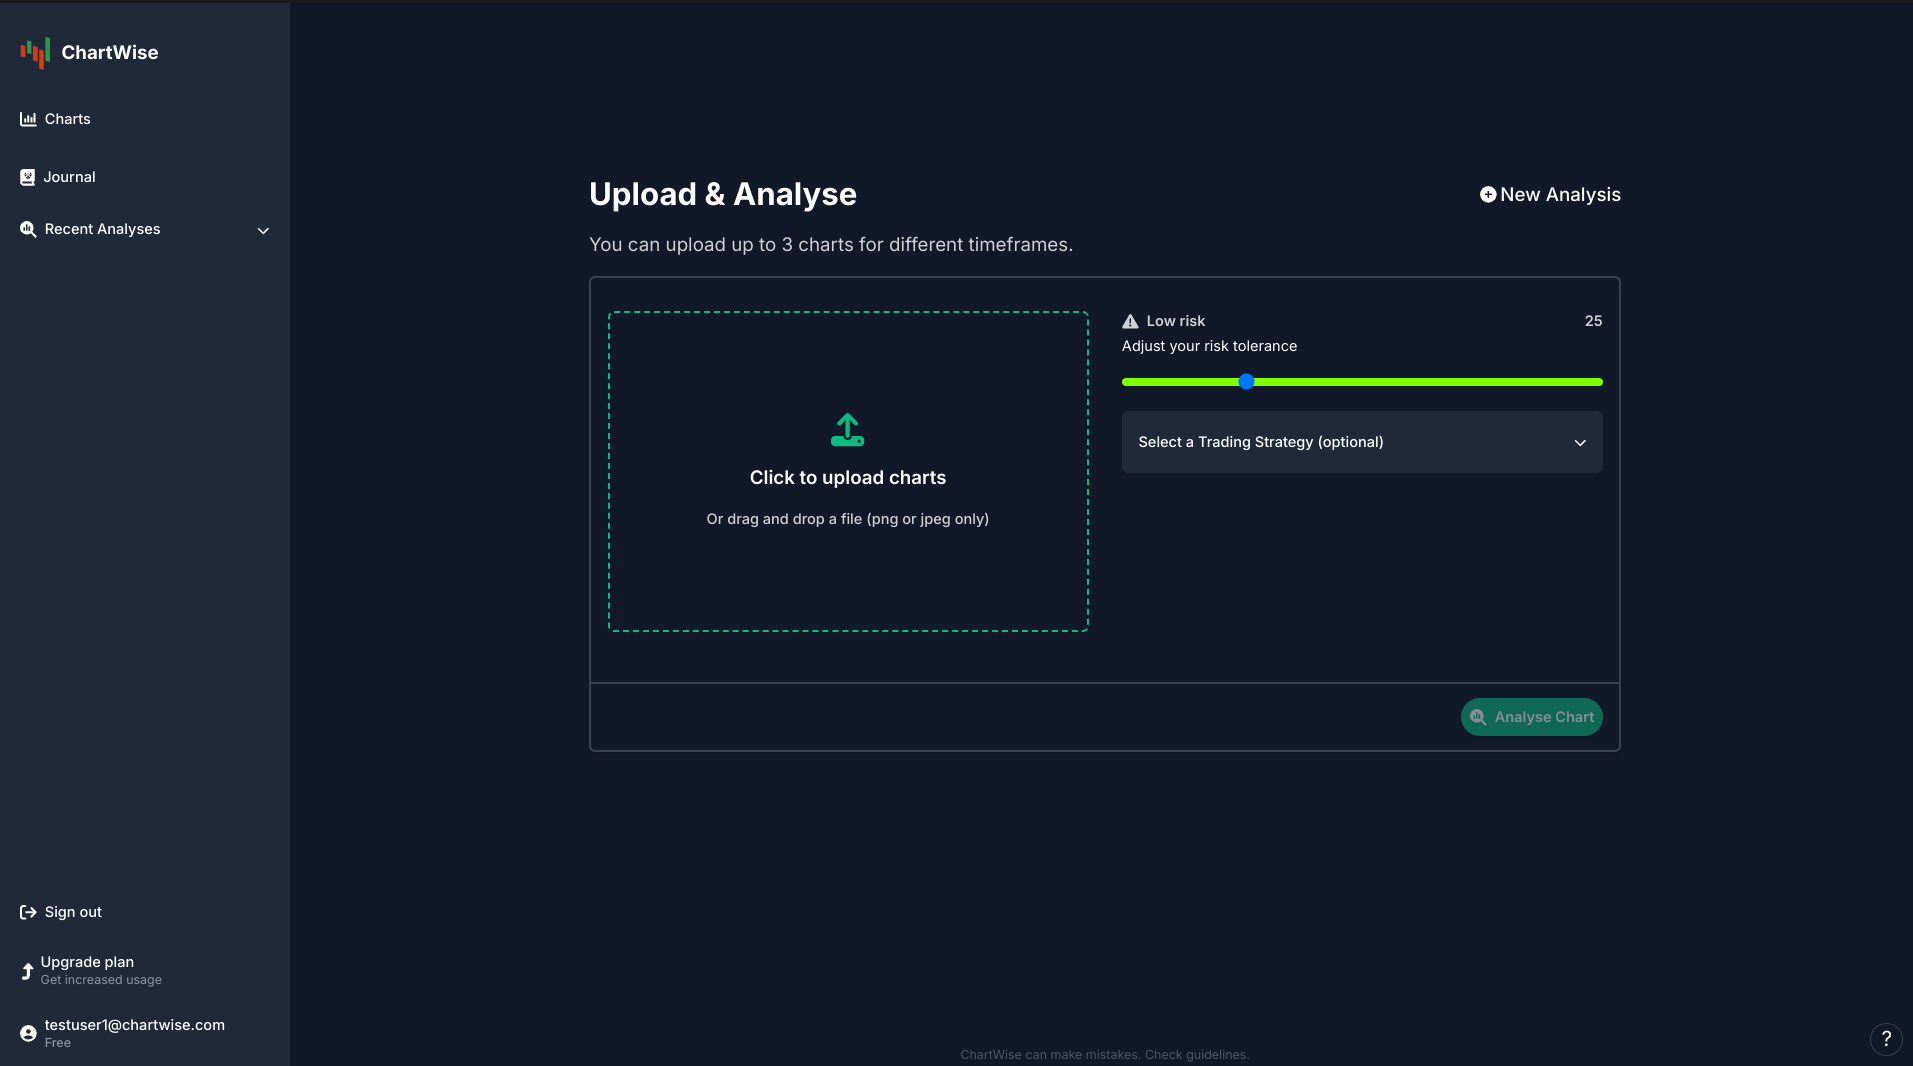 ChartWise
Charts
Journal
Recent Analyses
Sign out
Upgrade plan
Get increased usage
testuser1@chartwise.com
Free
Upload & Analyse
New Analysis
You can upload up to 3 charts for different timeframes.
Click to upload charts
Or drag and drop a file (png or jpeg only)
Low risk
25
Adjust your risk tolerance
Select a Trading Strategy (optional)
Analyse Chart
ChartWise can make mistakes. Check guidelines.
?